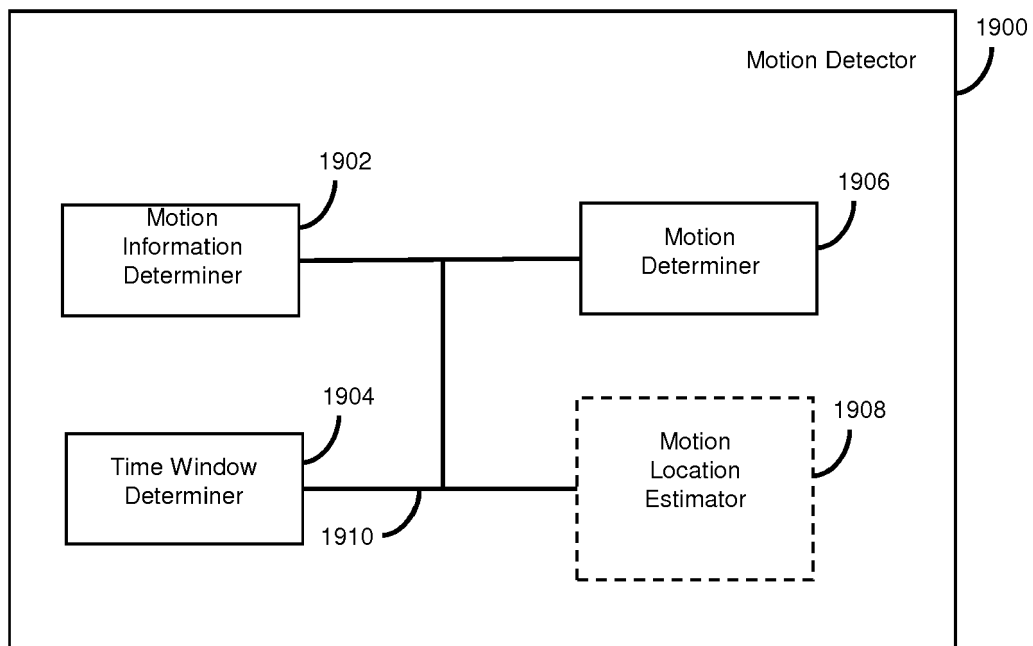 1900
Motion Detector
1902
Motion
Information
Determiner
1906
Motion
Determiner
1904
Time Window
Determiner
1908
Motion
Location
Estimator
1910